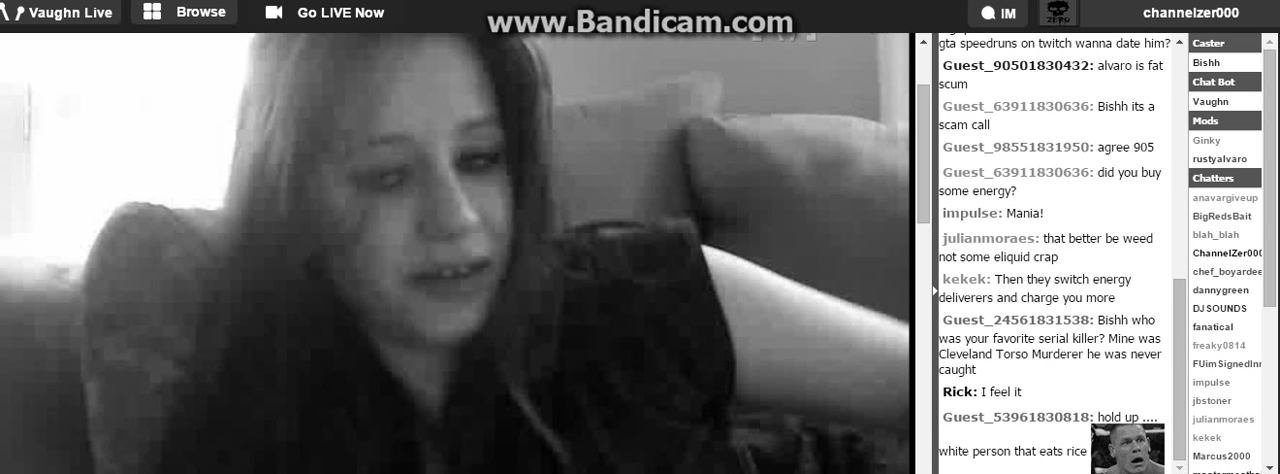 Vaughn Live
Browse
Go LIVE Now
www.Bandicam.com
IM
ZERO
channelzer000
gta speedruns on twitch wanna date him?
Guest_90501830432: alvaro is fat
scum
Guest_63911830636: Bishh its a
scam call
Guest_98551831950: agree 905
Guest_63911830636: did you buy
some energy?
impulse: Mania!
julianmoraes: that better be weed
not some eliquid crap
kekek: Then they switch energy
deliverers and charge you more
Guest_24561831538: Bishh who
was your favorite serial killer? Mine was
Cleveland Torso Murderer he was never
caught
Rick: I feel it
Guest_53961830818: hold up ....
white person that eats rice
Caster
Bishh
Chat Bot
Vaughn
Mods
Ginky
rustyalvaro
Chatters
anavargiveup
BigRedsBait
blah_blah
ChannelZer000
chef_boyardee
dannygreen
DJSOUNDS
fanatical
freaky0814
FUimSignedInn
impulse
jbstoner
julianmoraes
kekek
Marcus2000